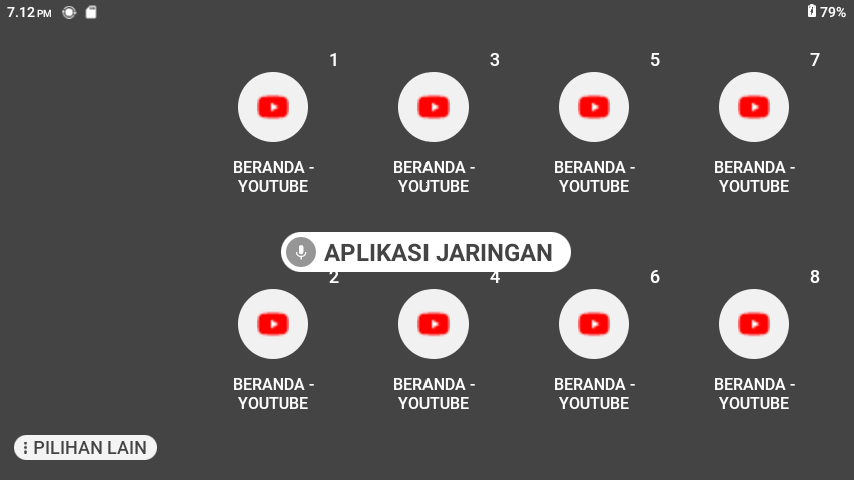 7.12 PM
79%
1
3
5
7
BERANDA -
YOUTUBE
BERANDA -
YOUTUBE
BERANDA -
YOUTUBE
BERANDA -
YOUTUBE
APLIKASI JARINGAN
2
4
6
8
BERANDA -
YOUTUBE
BERANDA -
YOUTUBE
BERANDA -
YOUTUBE
BERANDA -
YOUTUBE
PILIHAN LAIN